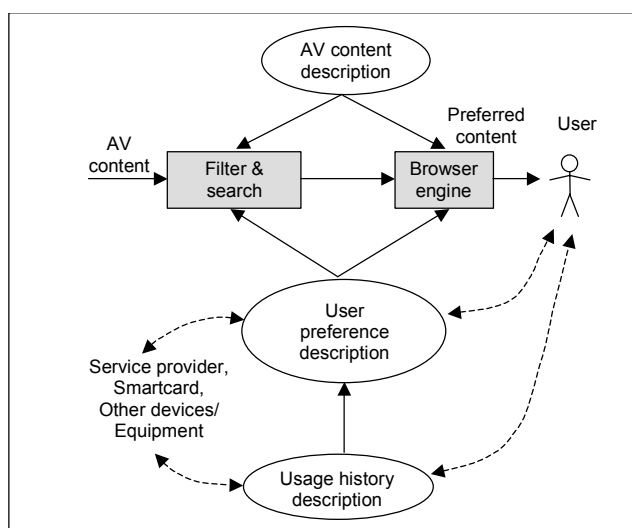 AV content
description
Preferred
content
User
AV
content
Filter &
search
Browser
engine
User
preference
description
Service provider,
Smartcard,
Other devices/
Equipment
Usage history
description